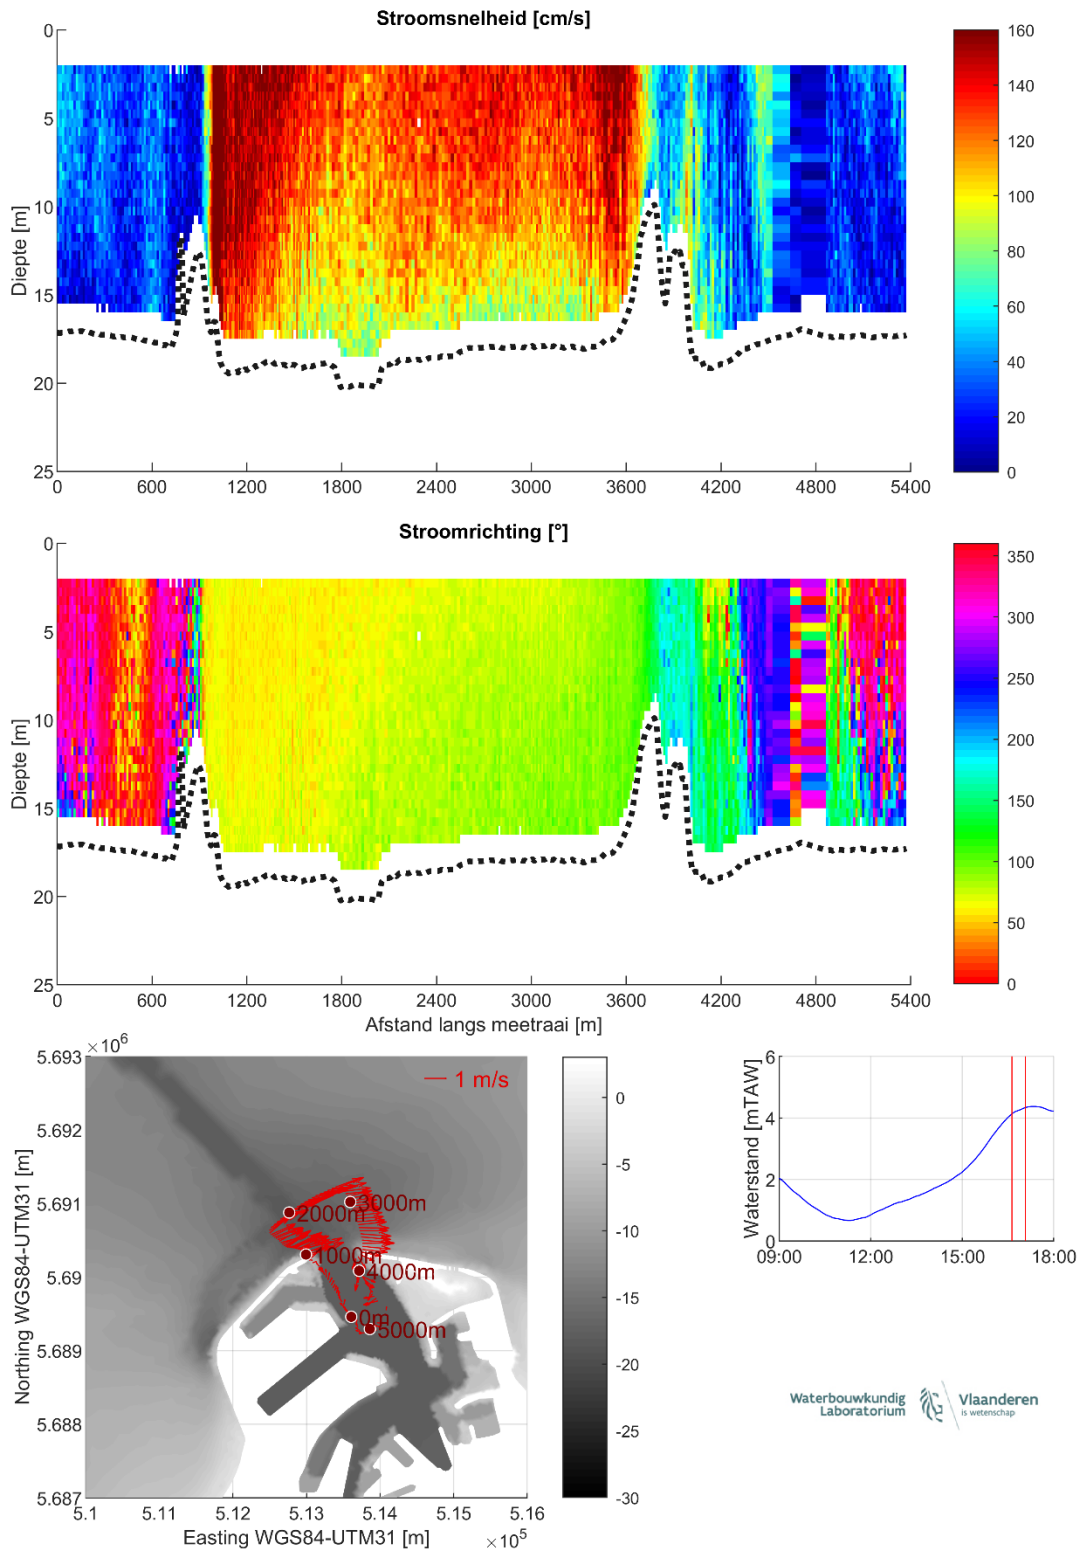 Stroomsnelheid [cm/s]
Diepte [m]
0
5
10
15
20
25
0 600 1200 1800 2400 3000 3600 4200 4800 5400
160
140
120
100
80
60
40
20
0
Stroomrichting [°]
Diepte [m]
0
5
10
15
20
25
0 600 1200 1800 2400 3000 3600 4200 4800 5400
Afstand langs meetraai [m]
350
300
250
200
150
100
50
0
×10⁶
Northing WGS84-UTM31 [m]
5.693
5.692
5.691
5.69
5.689
5.688
5.687
5.1 5.11 5.12 5.13 5.14 5.15 5.16
Easting WGS84-UTM31 [m]
×10⁵
1 m/s
3000m
2000m
1000m
4000m
0m
5000m
0
-5
-10
-15
-20
-25
-30
Waterstand [mTAW]
6
4
2
0
09:00 12:00 15:00 18:00
Waterbouwkundig
Laboratorium
Vlaanderen
is wetenschap